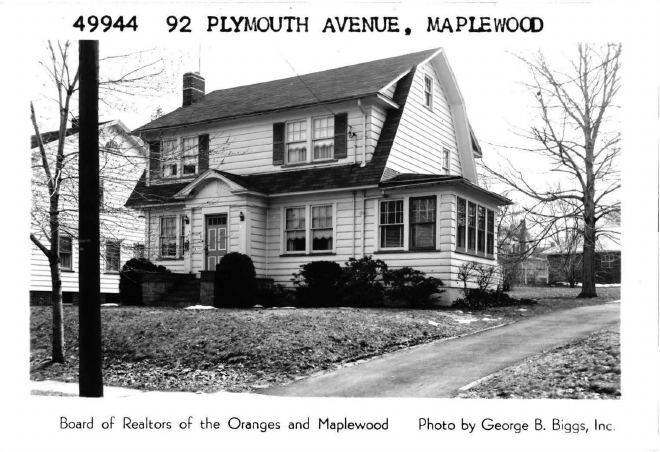 49944 92 PLYMOUTH AVENUE, MAPLEWOOD
Board of Realtors of the Oranges and Maplewood Photo by George B. Biggs, Inc.